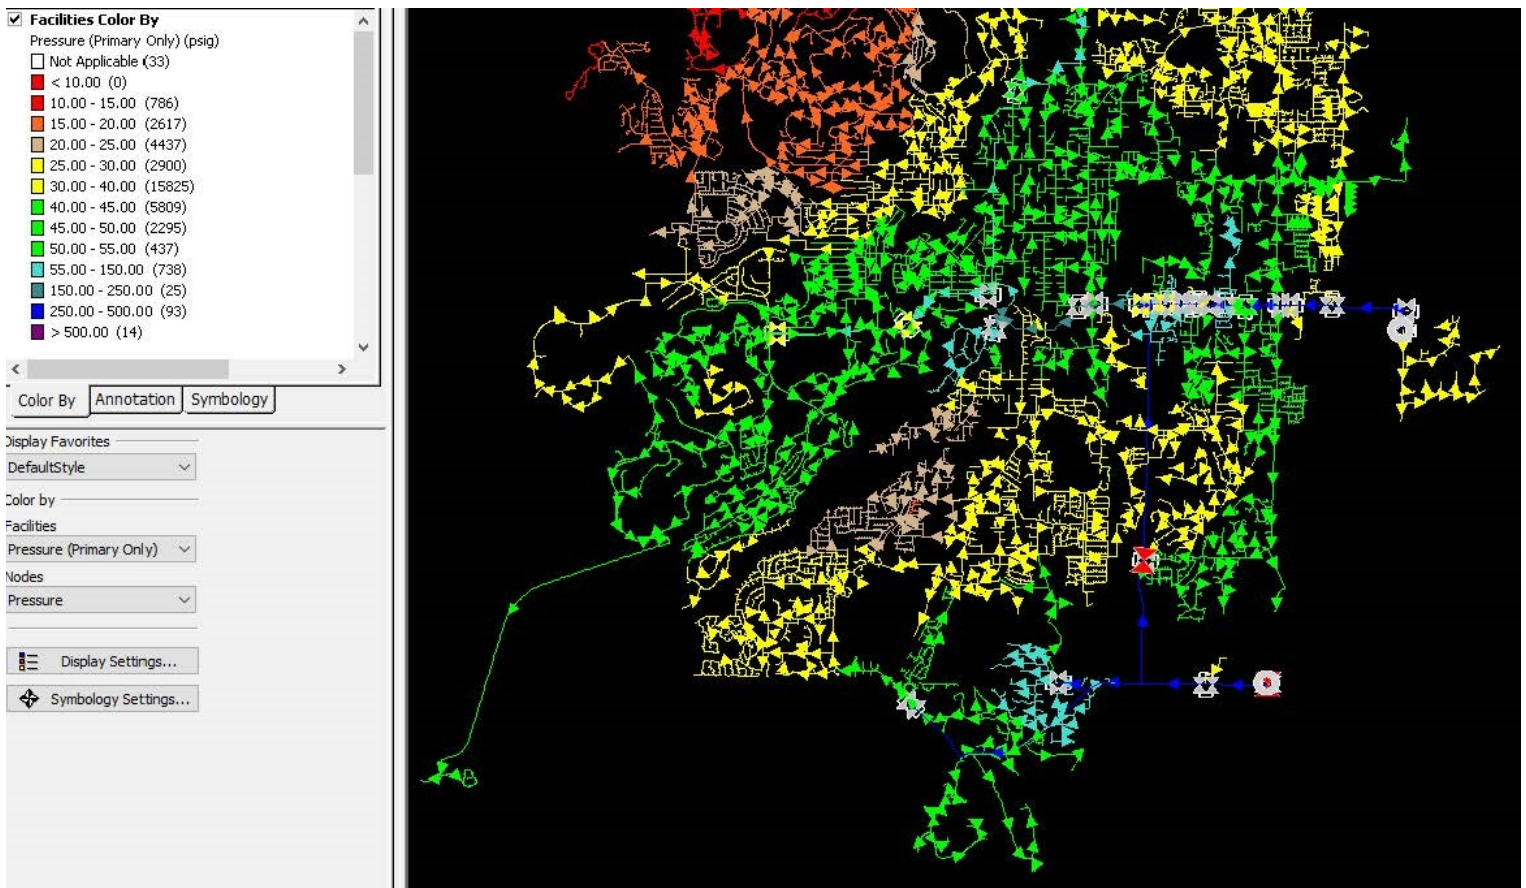 Facilities Color By
Pressure (Primary Only) (psig)
Not Applicable (33)
< 10.00 (0)
10.00 - 15.00 (786)
15.00 - 20.00 (2617)
20.00 - 25.00 (4437)
25.00 - 30.00 (2900)
30.00 - 40.00 (15825)
40.00 - 45.00 (5809)
45.00 - 50.00 (2295)
50.00 - 55.00 (437)
55.00 - 150.00 (738)
150.00 - 250.00 (25)
250.00 - 500.00 (93)
> 500.00 (14)
Color By Annotation Symbology
Display Favorites
DefaultStyle
Color by
Facilities
Pressure (Primary Only)
Nodes
Pressure
Display Settings...
Symbology Settings...